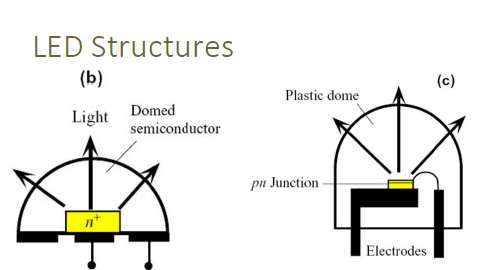 LED Structures
(b)
Light
Domed
semiconductor
n⁺
(c)
Plastic dome
pn Junction
Electrodes